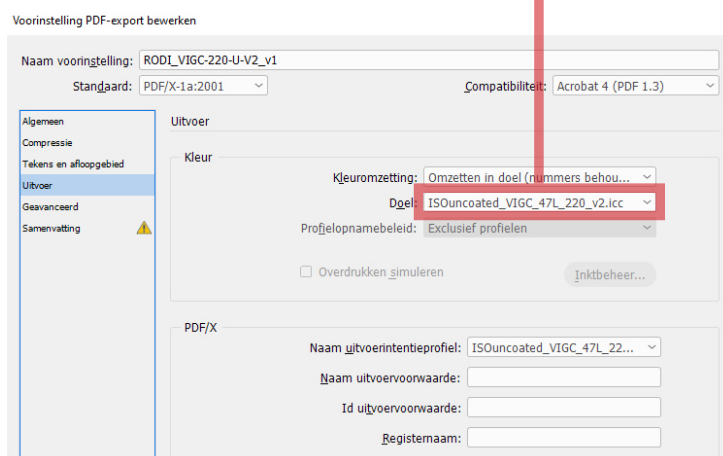 Voorinstelling PDF-export bewerken
Naam voorinstelling: RODI_VIGC-220-U-V2_v1
Standaard: PDF/X-1a:2001 Compatibiliteit: Acrobat 4 (PDF 1.3)
Algemeen
Compressie
Tekens en afloopgebied
Uitvoer
Geavanceerd
Samenvatting
Uitvoer
Kleur
Kleuromzetting: Omzetten in doel (nummers behou...
Doel: ISOuncoated_VIGC_47L_220_v2.icc
Profielopnamebeleid: Exclusief profielen
Overdrukken simuleren Inktbeheer...
PDF/X
Naam uitvoerintentieprofiel: ISOuncoated_VIGC_47L_22...
Naam uitvoervoorwaarde:
Id uitvoervoorwaarde:
Registernaam: